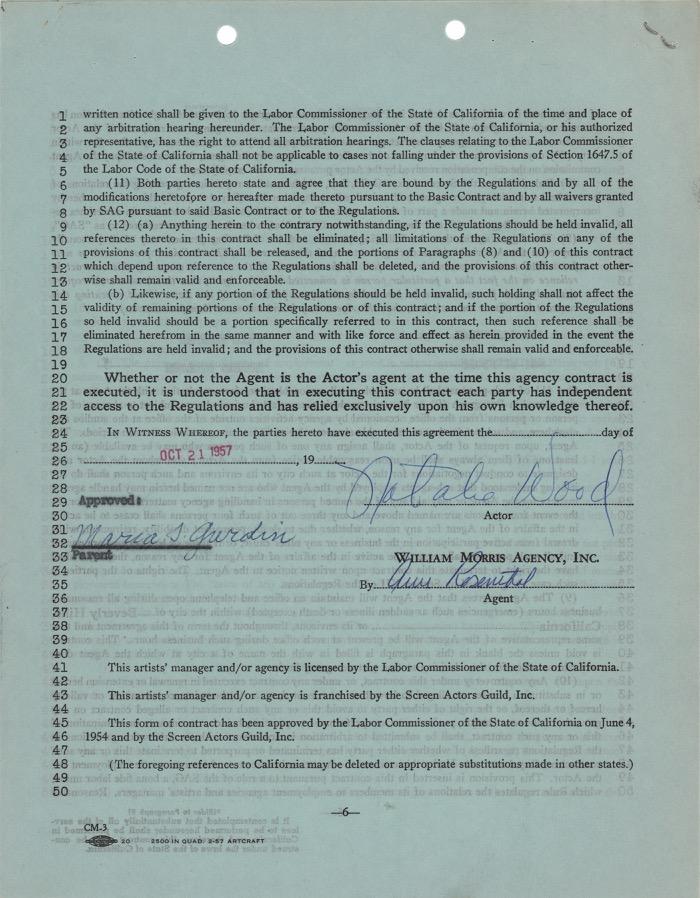 1 written notice shall be given to the Labor Commissioner of the State of California of the time and place of
2 any arbitration hearing hereunder. The Labor Commissioner of the State of California, or his authorized
3 representative, has the right to attend all arbitration hearings. The clauses relating to the Labor Commissioner
4 of the State of California shall not be applicable to cases not falling under the provisions of Section 1647.5 of
5 the Labor Code of the State of California.
6 (11) Both parties hereto state and agree that they are bound by the Regulations and by all of the
7 modifications heretofore or hereafter made thereto pursuant to the Basic Contract and by all waivers granted
8 by SAG pursuant to said Basic Contract or to the Regulations.
9 (12) (a) Anything herein to the contrary notwithstanding, if the Regulations should be held invalid, all
10 references thereto in this contract shall be eliminated; all limitations of the Regulations on any of the
11 provisions of this contract shall be released, and the portions of Paragraphs (8) and (10) of this contract
12 which depend upon reference to the Regulations shall be deleted, and the provisions of this contract other-
13 wise shall remain valid and enforceable.
14 (b) Likewise, if any portion of the Regulations should be held invalid, such holding shall not affect the
15 validity of remaining portions of the Regulations or of this contract; and if the portion of the Regulations
16 so held invalid should be a portion specifically referred to in this contract, then such reference shall be
17 eliminated herefrom in the same manner and with like force and effect as herein provided in the event the
18 Regulations are held invalid; and the provisions of this contract otherwise shall remain valid and enforceable.
19
20 Whether or not the Agent is the Actor's agent at the time this agency contract is
21 executed, it is understood that in executing this contract each party has independent
22 access to the Regulations and has relied exclusively upon his own knowledge thereof.
23
24 IN WITNESS WHEREOF, the parties hereto have executed this agreement the....................day of
25
26 OCT 21 1957, 19......
27
28 Natalie Wood
29 Approved:
30 Actor
31 Maria S. Gurdin
32
33 Parent WILLIAM MORRIS AGENCY, INC.
34
35 By Ann Rosenthal
36 Agent
37
38
39
40
41 This artists' manager and/or agency is licensed by the Labor Commissioner of the State of California.
42
43 This artists' manager and/or agency is franchised by the Screen Actors Guild, Inc.
44
45 This form of contract has been approved by the Labor Commissioner of the State of California on June 4,
46 1954 and by the Screen Actors Guild, Inc.
47
48 (The foregoing references to California may be deleted or appropriate substitutions made in other states.)
49
50
—6—
CM-3
20 2500 IN QUAD. 2-57 ARTCRAFT